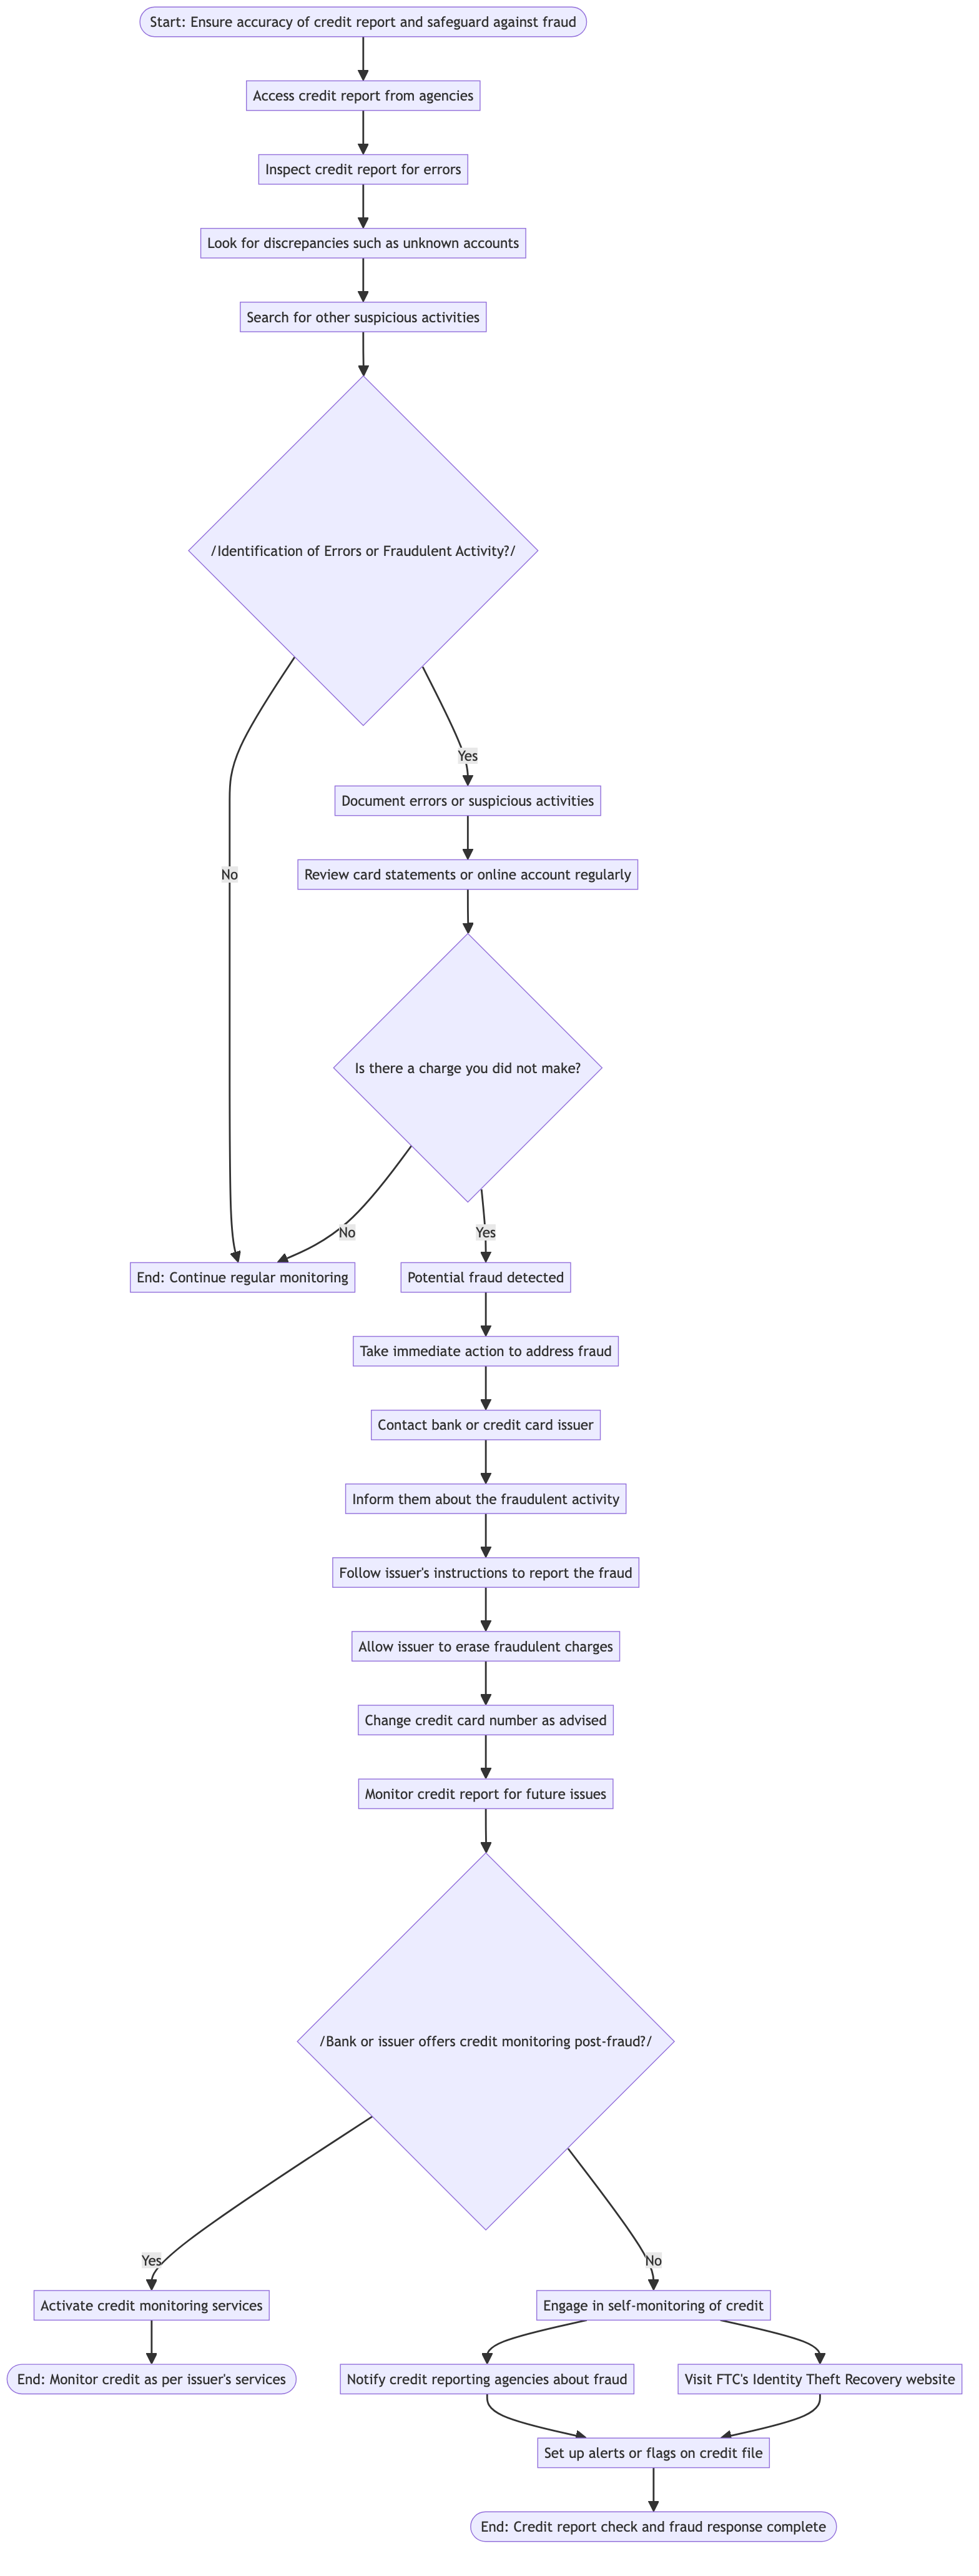 Start: Ensure accuracy of credit report and safeguard against fraud
Access credit report from agencies
Inspect credit report for errors
Look for discrepancies such as unknown accounts
Search for other suspicious activities
/Identification of Errors or Fraudulent Activity?/
Yes
Document errors or suspicious activities
No
Review card statements or online account regularly
Is there a charge you did not make?
No
Yes
End: Continue regular monitoring
Potential fraud detected
Take immediate action to address fraud
Contact bank or credit card issuer
Inform them about the fraudulent activity
Follow issuer's instructions to report the fraud
Allow issuer to erase fraudulent charges
Change credit card number as advised
Monitor credit report for future issues
/Bank or issuer offers credit monitoring post-fraud?/
Yes
No
Activate credit monitoring services
Engage in self-monitoring of credit
End: Monitor credit as per issuer's services
Notify credit reporting agencies about fraud
Visit FTC's Identity Theft Recovery website
Set up alerts or flags on credit file
End: Credit report check and fraud response complete